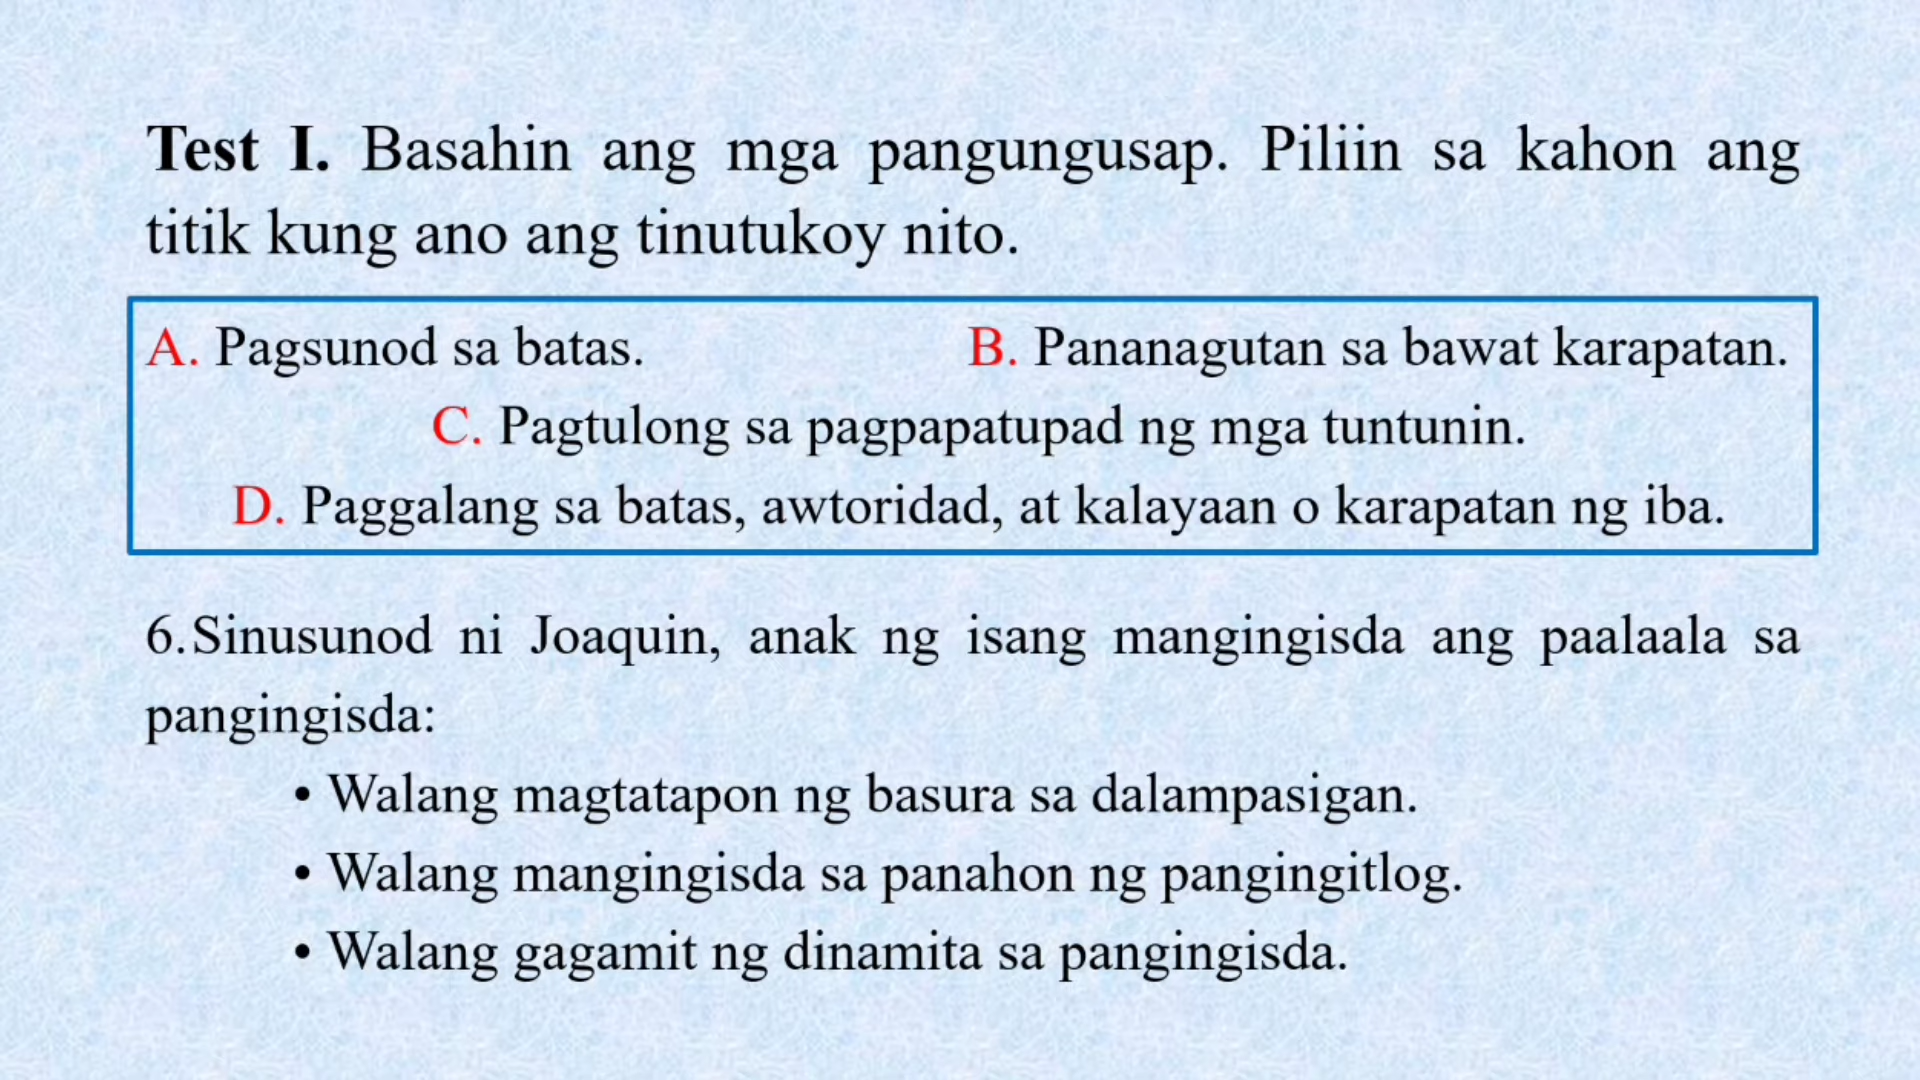 Test I. Basahin ang mga pangungusap. Piliin sa kahon ang
titik kung ano ang tinutukoy nito.
A. Pagsunod sa batas. B. Pananagutan sa bawat karapatan.
C. Pagtulong sa pagpapatupad ng mga tuntunin.
D. Paggalang sa batas, awtoridad, at kalayaan o karapatan ng iba.
6.Sinusunod ni Joaquin, anak ng isang mangingisda ang paalaala sa
pangingisda:
• Walang magtatapon ng basura sa dalampasigan.
• Walang mangingisda sa panahon ng pangingitlog.
• Walang gagamit ng dinamita sa pangingisda.